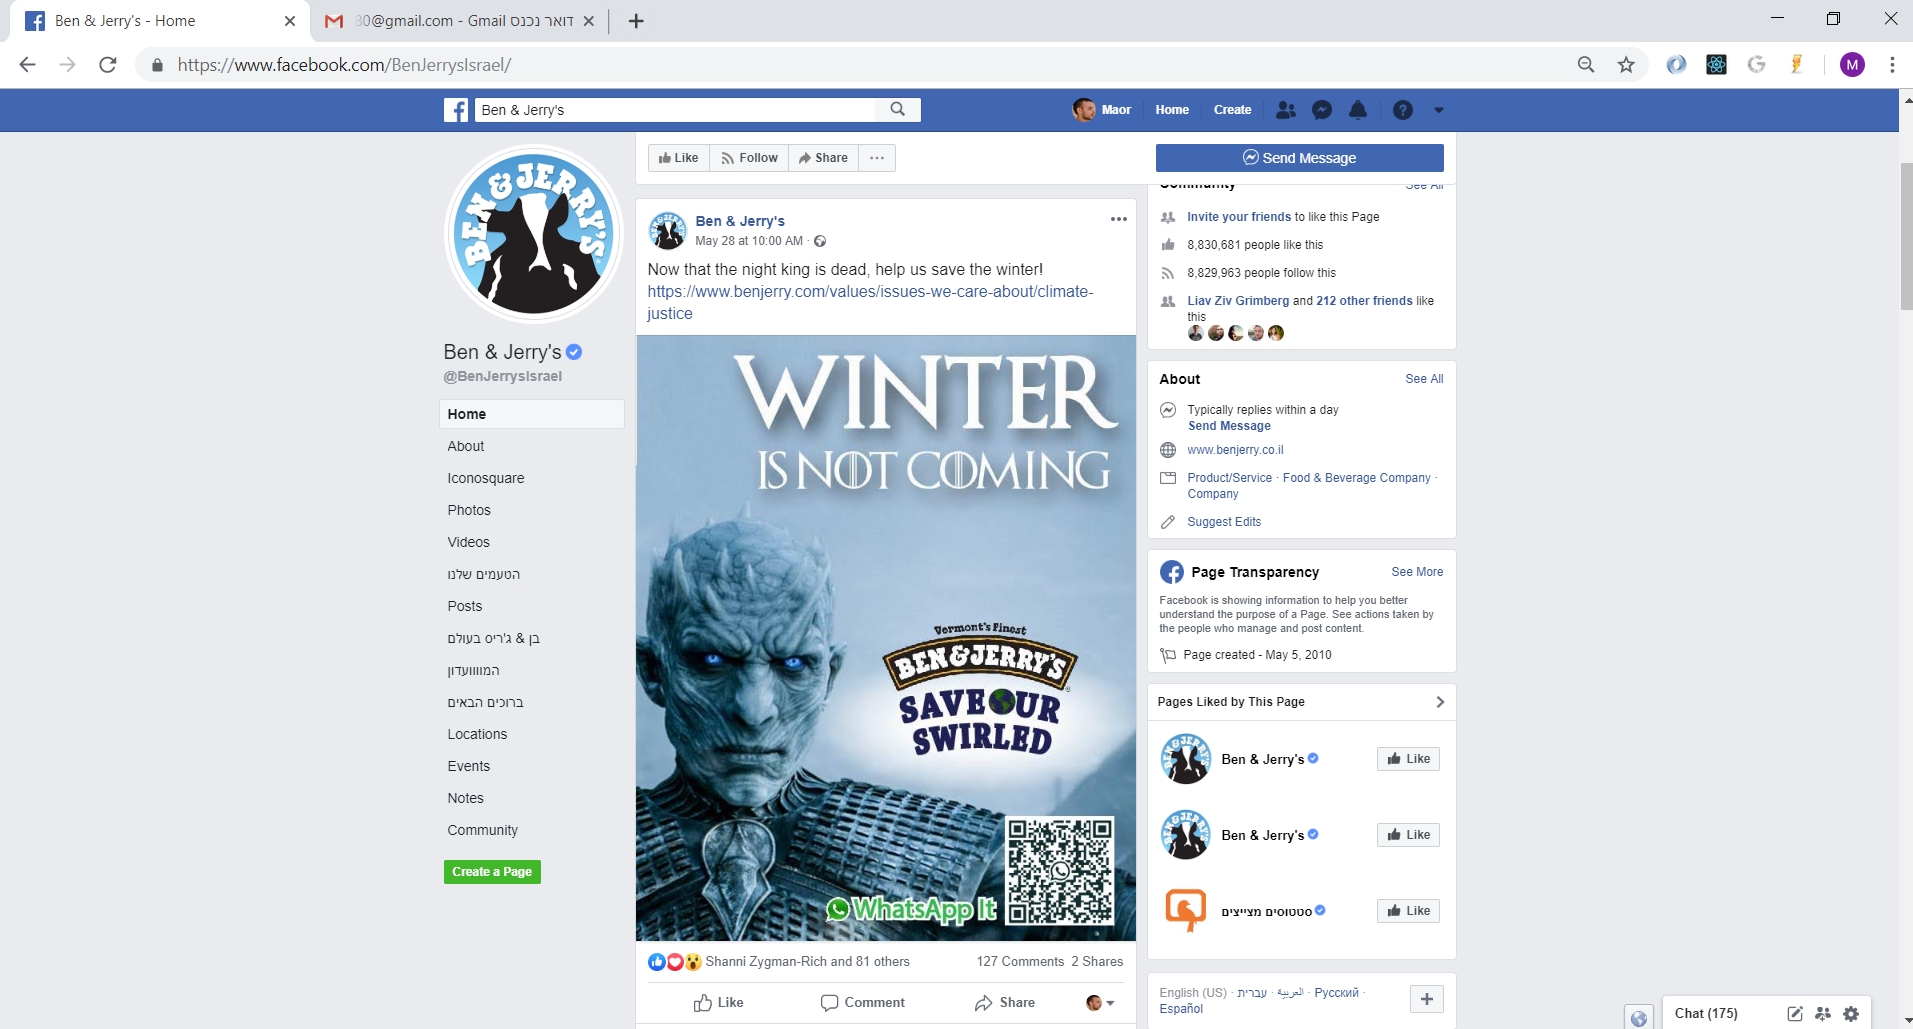 Ben & Jerry's - Home
80@gmail.com - Gmail דואר נכנס
https://www.facebook.com/BenJerrysIsrael/
M
Ben & Jerry's
Maor
Home
Create
BEN & JERRY'S
Ben & Jerry's
@BenJerrysIsrael
Home
About
Iconosquare
Photos
Videos
הטעמים שלנו
Posts
בן & ג'ריס בעולם
המווווועדון
ברוכים הבאים
Locations
Events
Notes
Community
Create a Page
Like
Follow
Share
Send Message
Ben & Jerry's
May 28 at 10:00 AM ·
Now that the night king is dead, help us save the winter!
https://www.benjerry.com/values/issues-we-care-about/climate-
justice
WINTER
IS NOT COMING
Vermont's Finest
BEN & JERRY'S
SAVE OUR
SWIRLED
WhatsApp It
Shanni Zygman-Rich and 81 others
127 Comments 2 Shares
Like
Comment
Share
Community
See All
Invite your friends to like this Page
8,830,681 people like this
8,829,963 people follow this
Liav Ziv Grimberg and 212 other friends like
this
About
See All
Typically replies within a day
Send Message
www.benjerry.co.il
Product/Service · Food & Beverage Company ·
Company
Suggest Edits
Page Transparency
See More
Facebook is showing information to help you better
understand the purpose of a Page. See actions taken by
the people who manage and post content.
Page created - May 5, 2010
Pages Liked by This Page
BEN & JERRY'S
Ben & Jerry's
Like
BEN & JERRY'S
Ben & Jerry's
Like
סטטוסים מצייצים
Like
English (US) · עברית · العربية · Русский ·
Español
Chat (175)